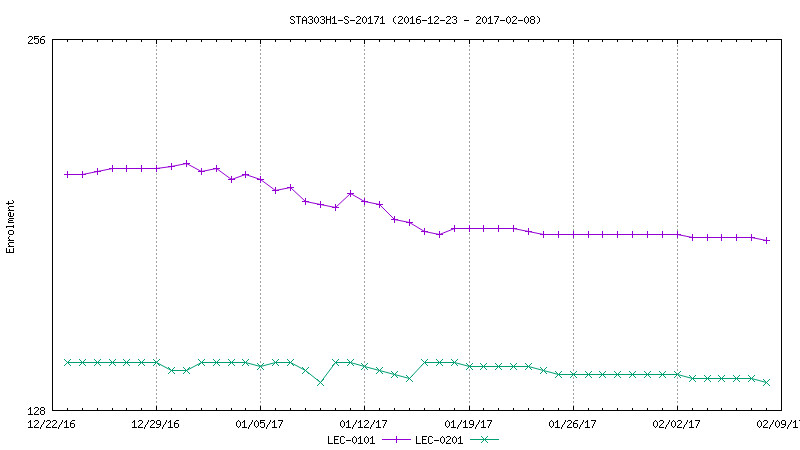 STA303H1-S-20171 (2016-12-23 - 2017-02-08)
256
Enrolment
128
12/22/16 12/29/16 01/05/17 01/12/17 01/19/17 01/26/17 02/02/17 02/09/17
LEC-0101 LEC-0201